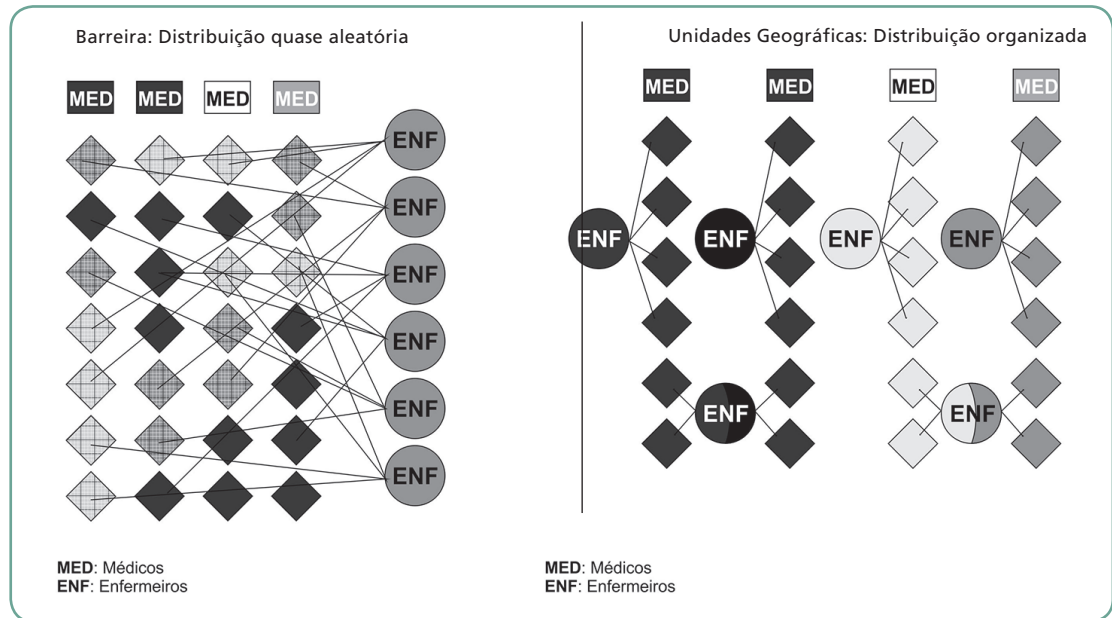 Barreira: Distribuição quase aleatória
MED MED MED MED
ENF
ENF
ENF
ENF
ENF
ENF
MED: Médicos
ENF: Enfermeiros
Unidades Geográficas: Distribuição organizada
MED MED MED MED
ENF ENF ENF ENF
ENF ENF
MED: Médicos
ENF: Enfermeiros